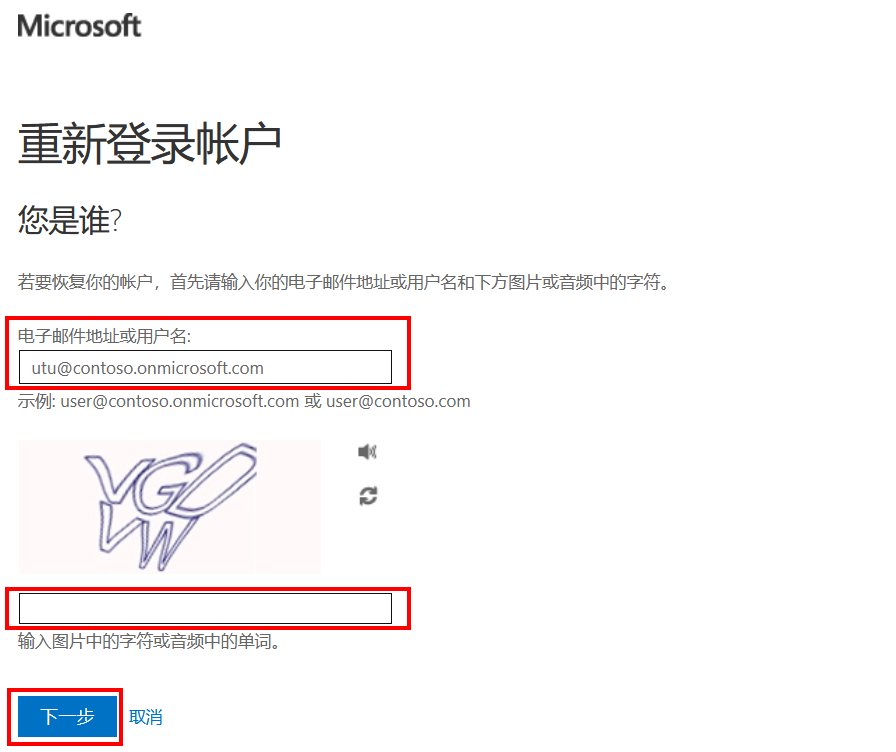 Microsoft
重新登录帐户
您是谁?
若要恢复你的帐户，首先请输入你的电子邮件地址或用户名和下方图片或音频中的字符。
电子邮件地址或用户名:
utu@contoso.onmicrosoft.com
示例: user@contoso.onmicrosoft.com 或 user@contoso.com
输入图片中的字符或音频中的单词。
下一步 取消